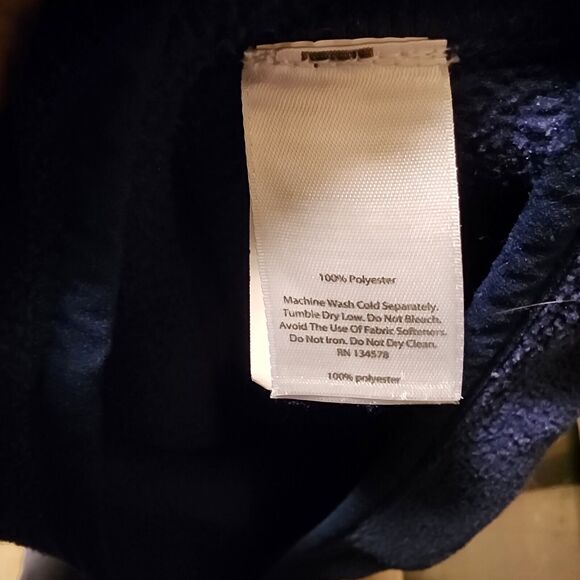 100% Polyester
Machine Wash Cold Separately.
Tumble Dry Low. Do Not Bleach.
Avoid The Use Of Fabric Softeners.
Do Not Iron. Do Not Dry Clean.
RN 134578
100% polyester